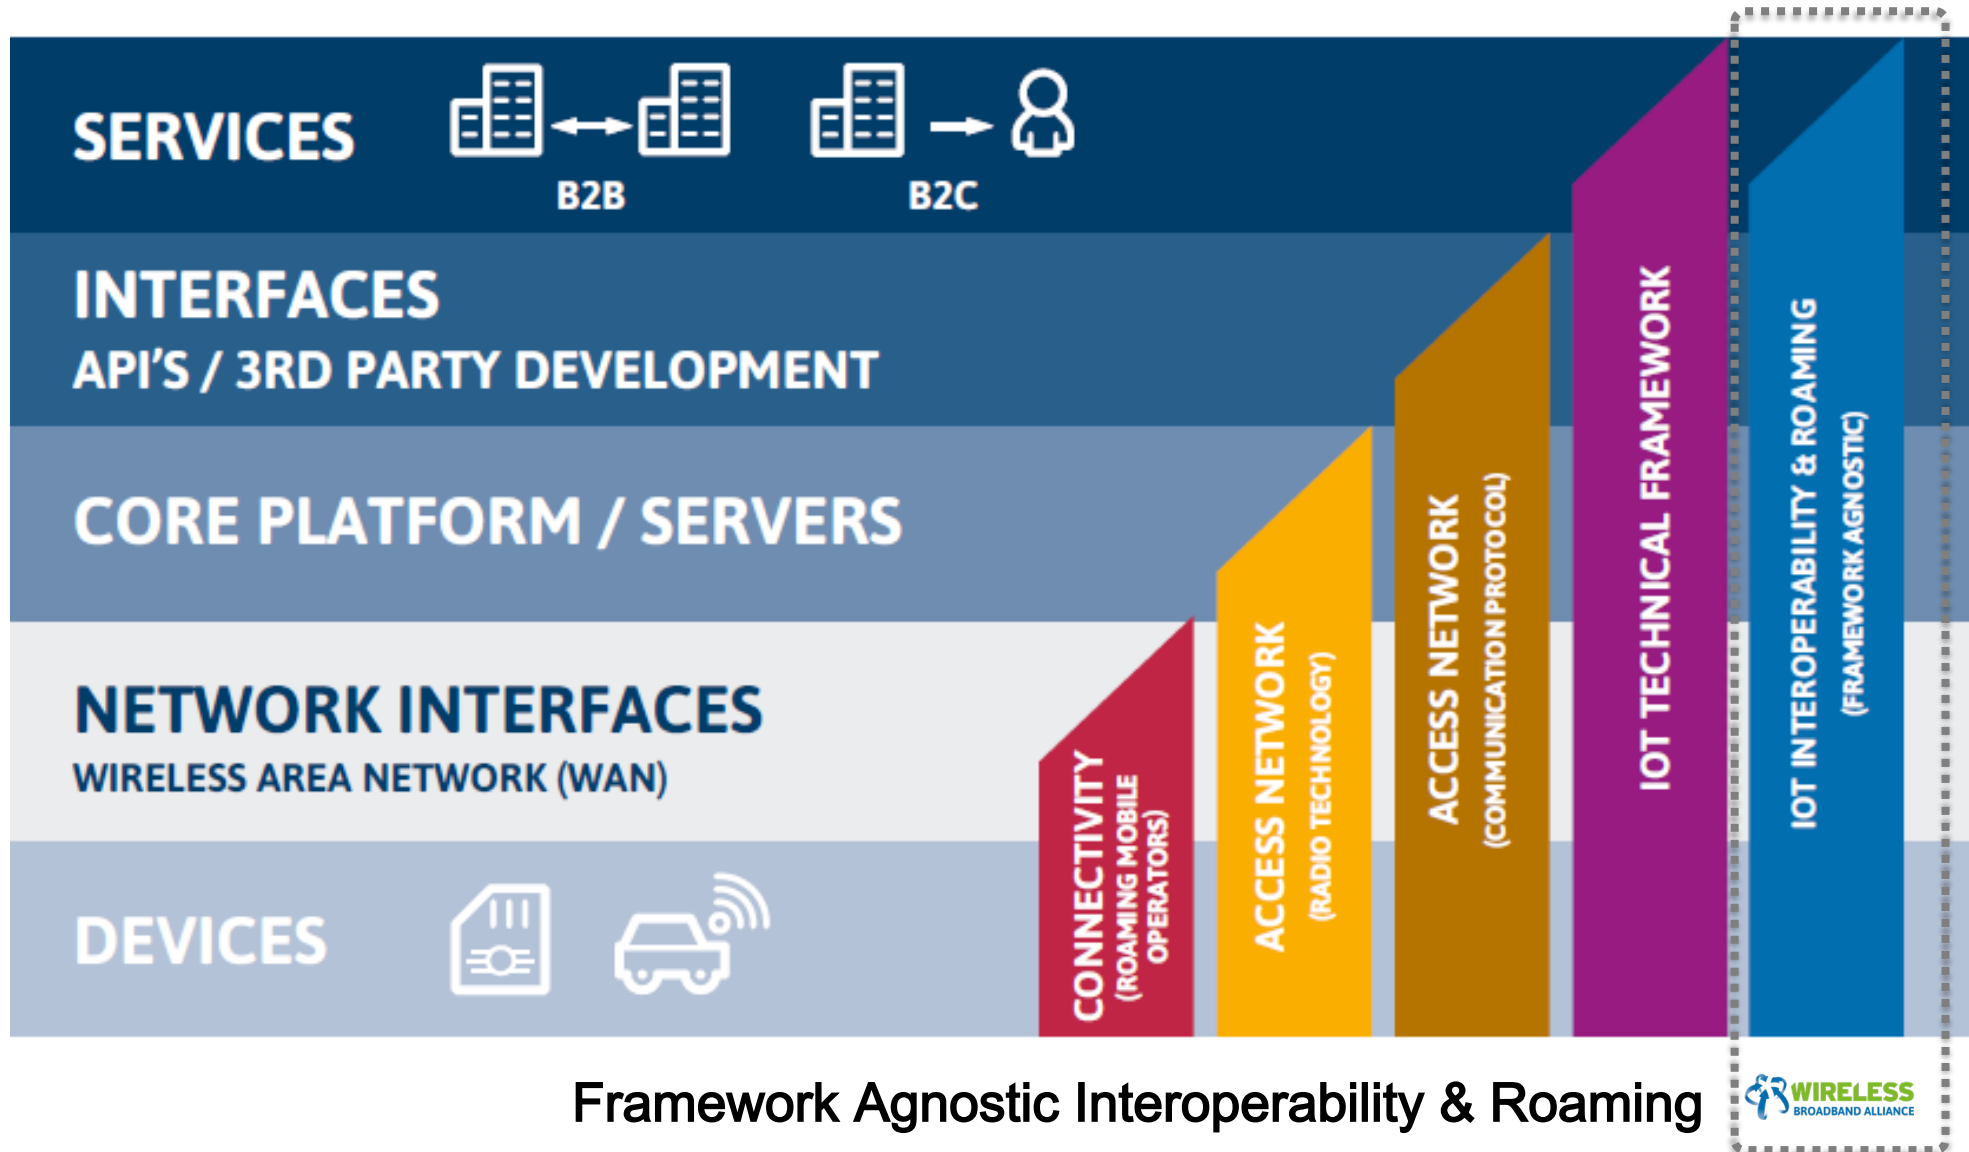 SERVICES
B2B
B2C
INTERFACES
API'S / 3RD PARTY DEVELOPMENT
CORE PLATFORM / SERVERS
NETWORK INTERFACES
WIRELESS AREA NETWORK (WAN)
DEVICES
CONNECTIVITY
(ROAMING MOBILE
OPERATORS)
ACCESS NETWORK
(RADIO TECHNOLOGY)
ACCESS NETWORK
(COMMUNICATION PROTOCOL)
IOT TECHNICAL FRAMEWORK
IOT INTEROPERABILITY & ROAMING
(FRAMEWORK AGNOSTIC)
Framework Agnostic Interoperability & Roaming
WIRELESS
BROADBAND ALLIANCE